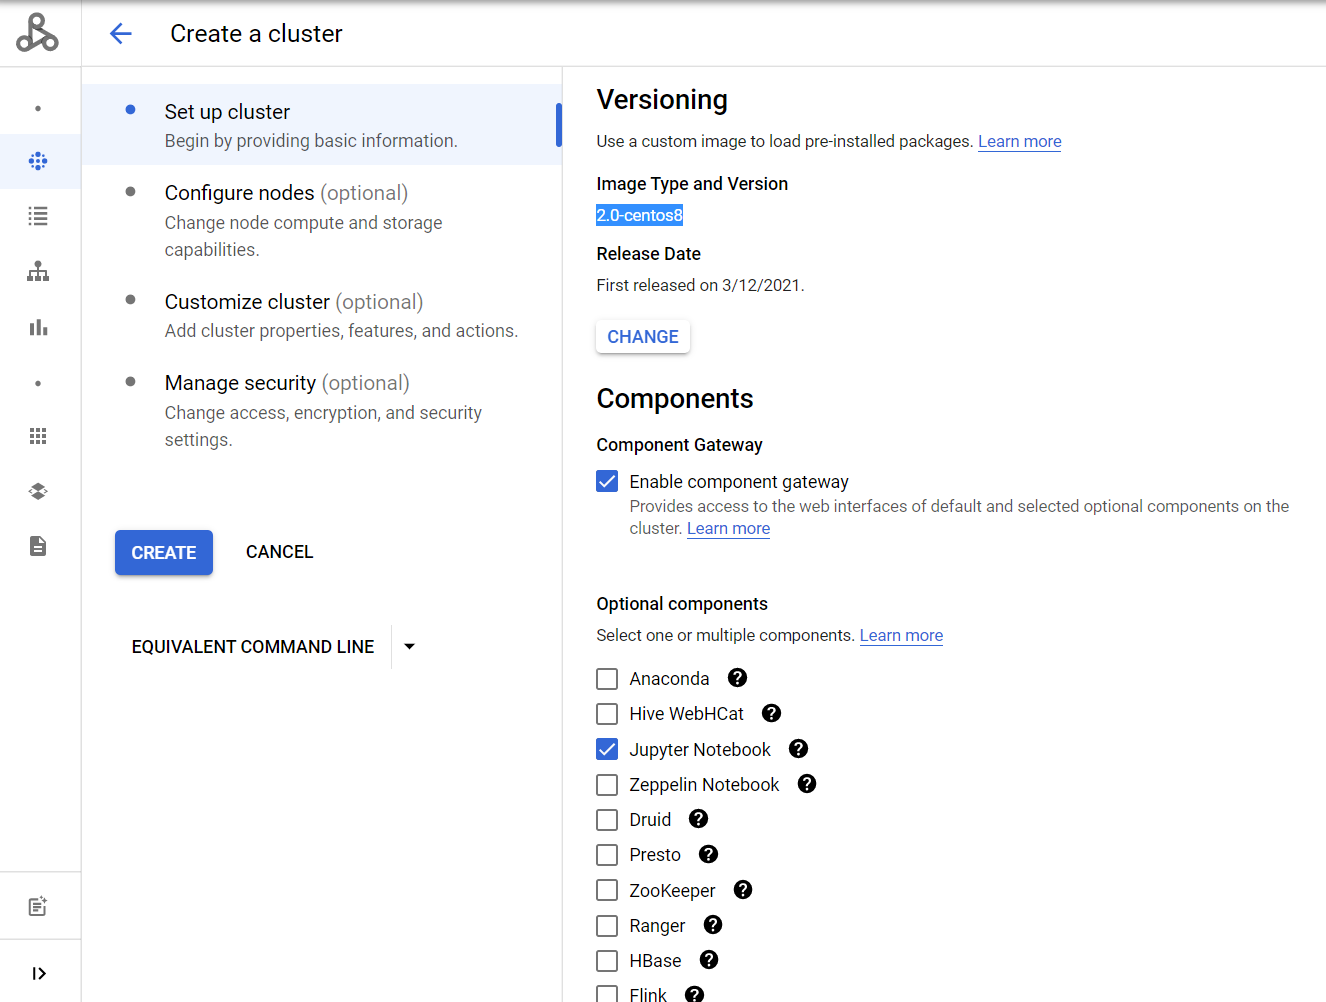 Create a cluster
Set up cluster
Begin by providing basic information.
Configure nodes (optional)
Change node compute and storage
capabilities.
Customize cluster (optional)
Add cluster properties, features, and actions.
Manage security (optional)
Change access, encryption, and security
settings.
CREATE
CANCEL
EQUIVALENT COMMAND LINE
Versioning
Use a custom image to load pre-installed packages. Learn more
Image Type and Version
2.0-centos8
Release Date
First released on 3/12/2021.
CHANGE
Components
Component Gateway
Enable component gateway
Provides access to the web interfaces of default and selected optional components on the
cluster. Learn more
Optional components
Select one or multiple components. Learn more
Anaconda
Hive WebHCat
Jupyter Notebook
Zeppelin Notebook
Druid
Presto
ZooKeeper
Ranger
HBase
Flink